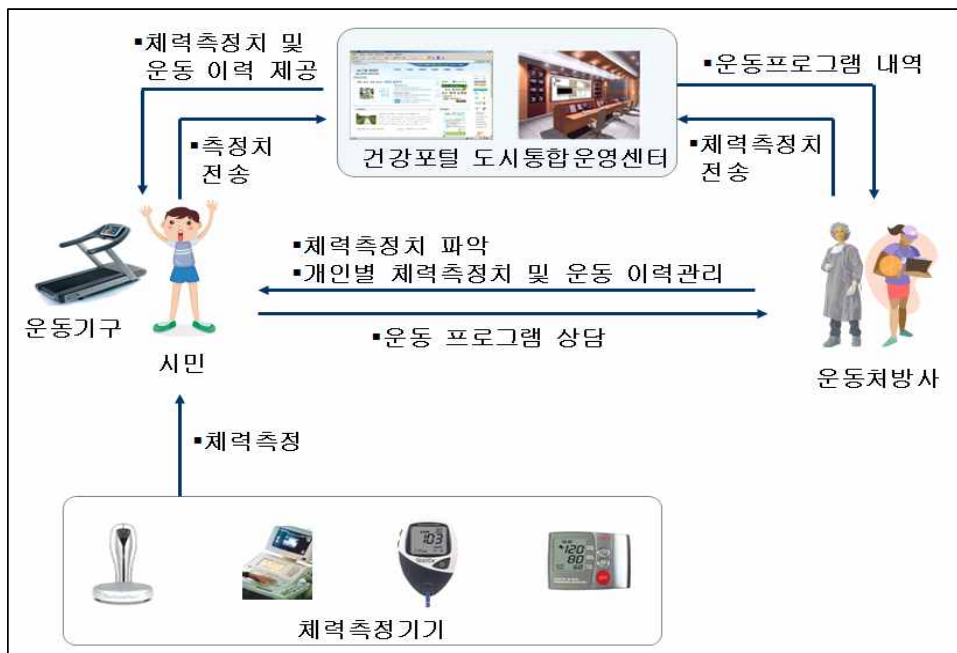 ▪체력측정치 및
운동 이력 제공
▪운동프로그램 내역
▪측정치
전송
건강포털 도시통합운영센터
▪체력측정치
전송
▪체력측정치 파악
▪개인별 체력측정치 및 운동 이력관리
운동기구
▪운동 프로그램 상담
시민
운동처방사
▪체력측정
103
120
80
체력측정기기